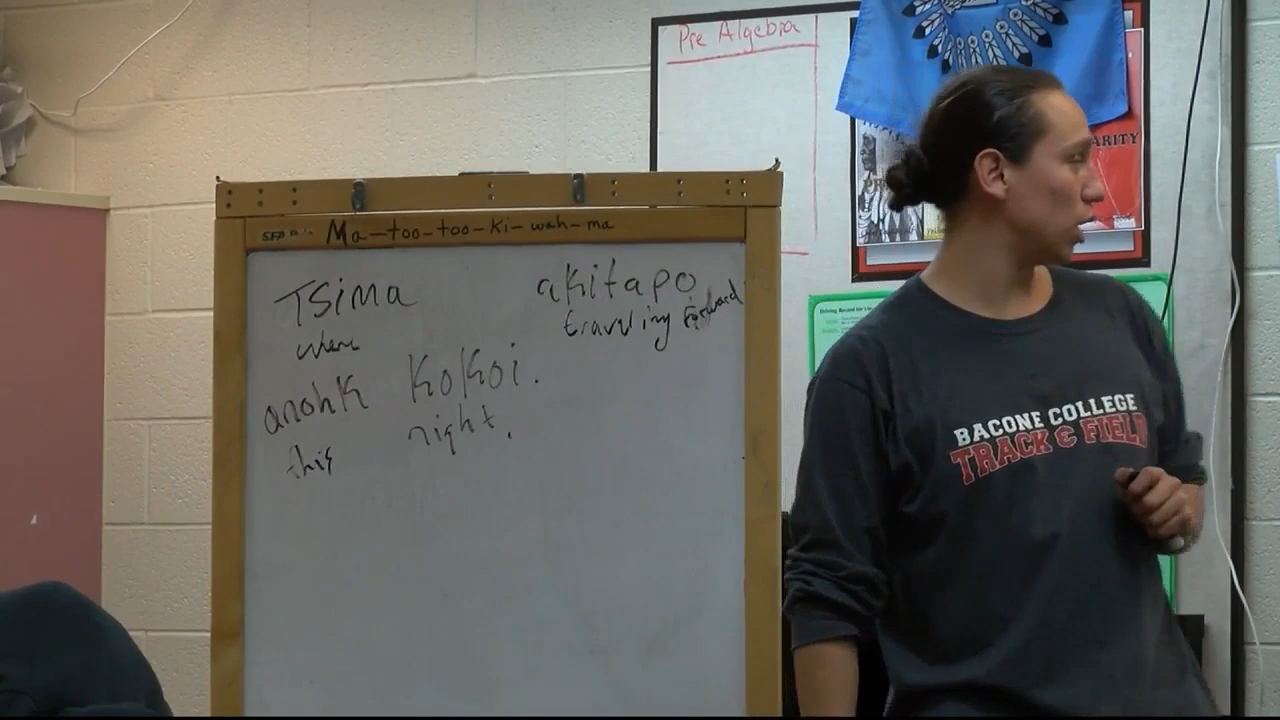 Pre Algebra
ARITY
Ma-too-too-ki-wah-ma
Tsima akitapo
where traveling forward
anohk kokoi.
this night.
BACONE COLLEGE
TRACK & FIELD